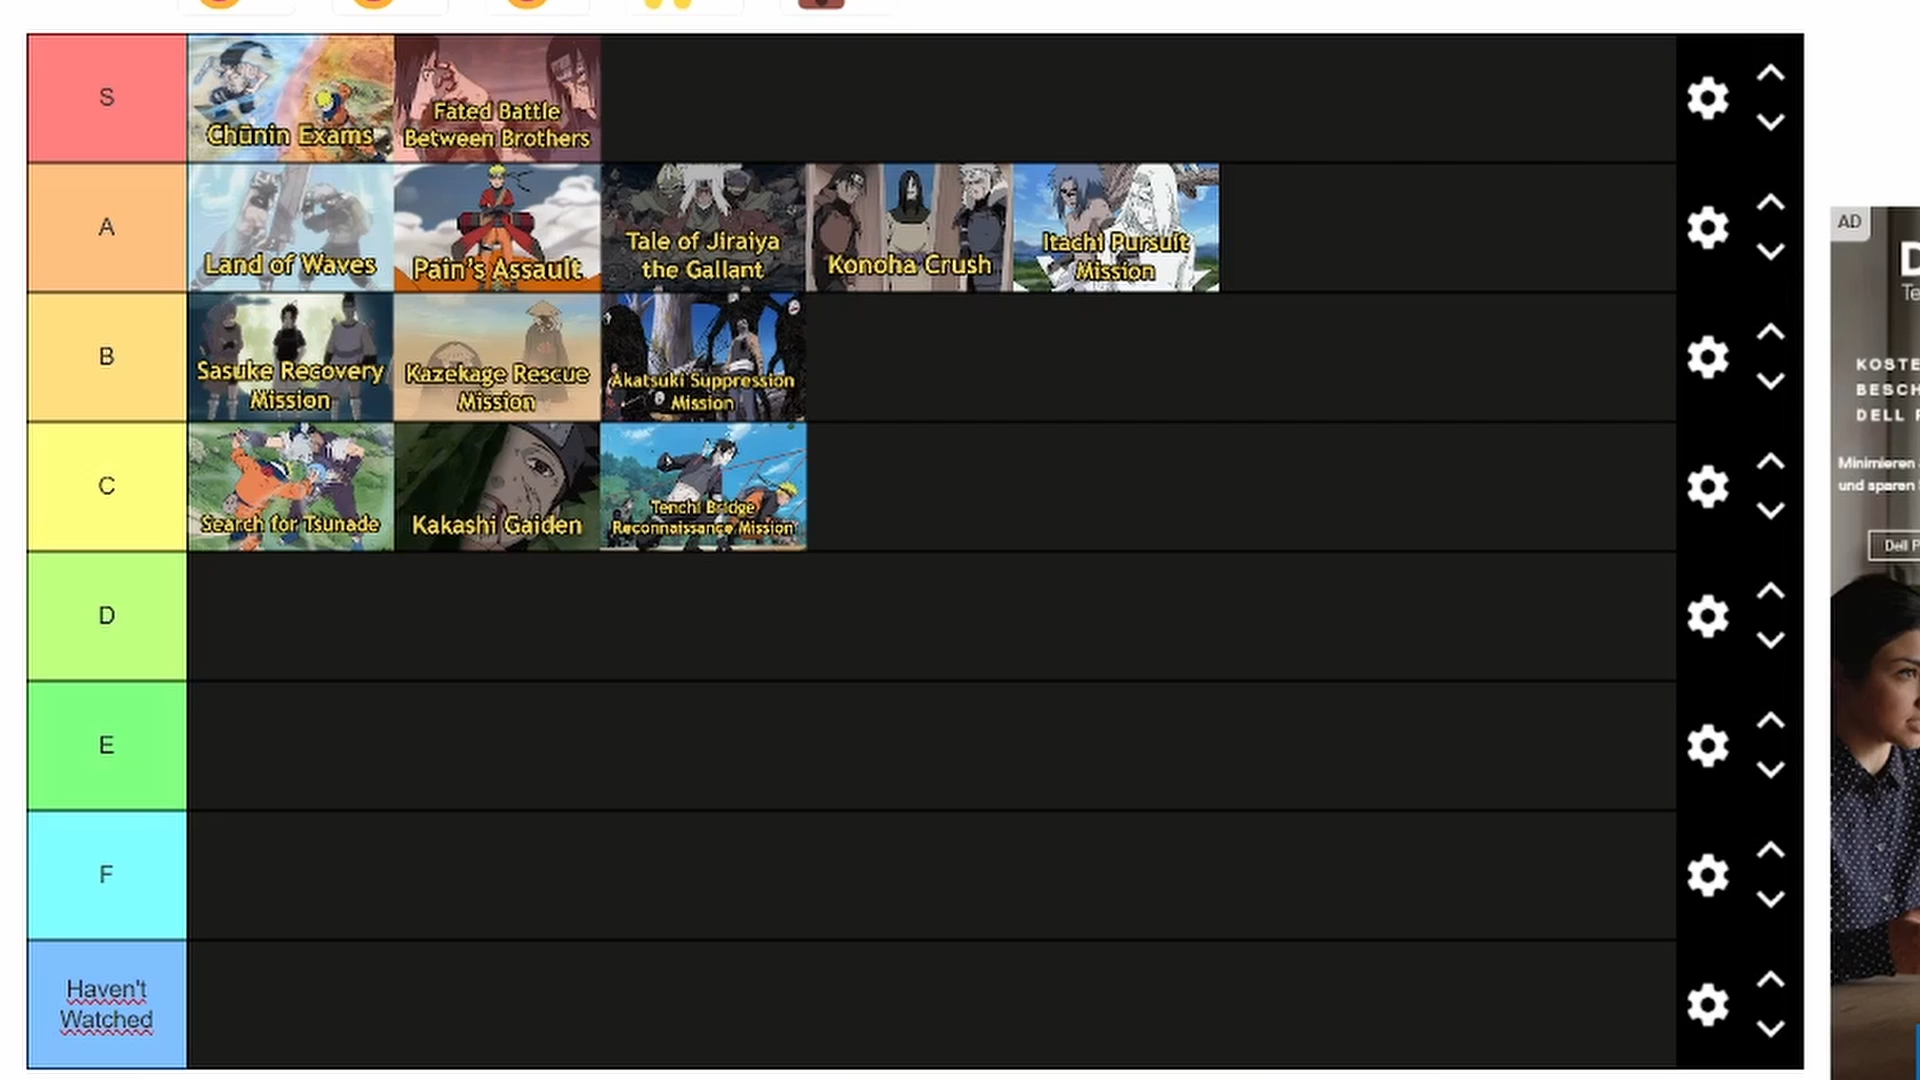 S
Chūnin Exams
Fated Battle
Between Brothers
A
Land of Waves
Pain's Assault
Tale of Jiraiya
the Gallant
Konoha Crush
Itachi Pursuit
Mission
B
Sasuke Recovery
Mission
Kazekage Rescue
Mission
Akatsuki Suppression
Mission
C
Search for Tsunade
Kakashi Gaiden
Tenchi Bridge
Reconnaissance Mission
D
E
F
Haven't
Watched
AD
D
Te
KOSTE
BESCH
DELL
Minimieren
und sparen
Dell P